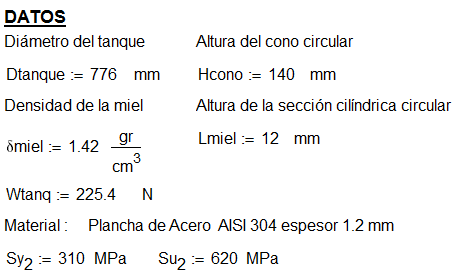 DATOS
Diámetro del tanque Altura del cono circular
Dtanque := 776 mm Hcono := 140 mm
Densidad de la miel Altura de la sección cilíndrica circular
δmiel := 1.42 gr/cm³ Lmiel := 12 mm
Wtanq := 225.4 N
Material : Plancha de Acero AISI 304 espesor 1.2 mm
Sy₂ := 310 MPa Su₂ := 620 MPa